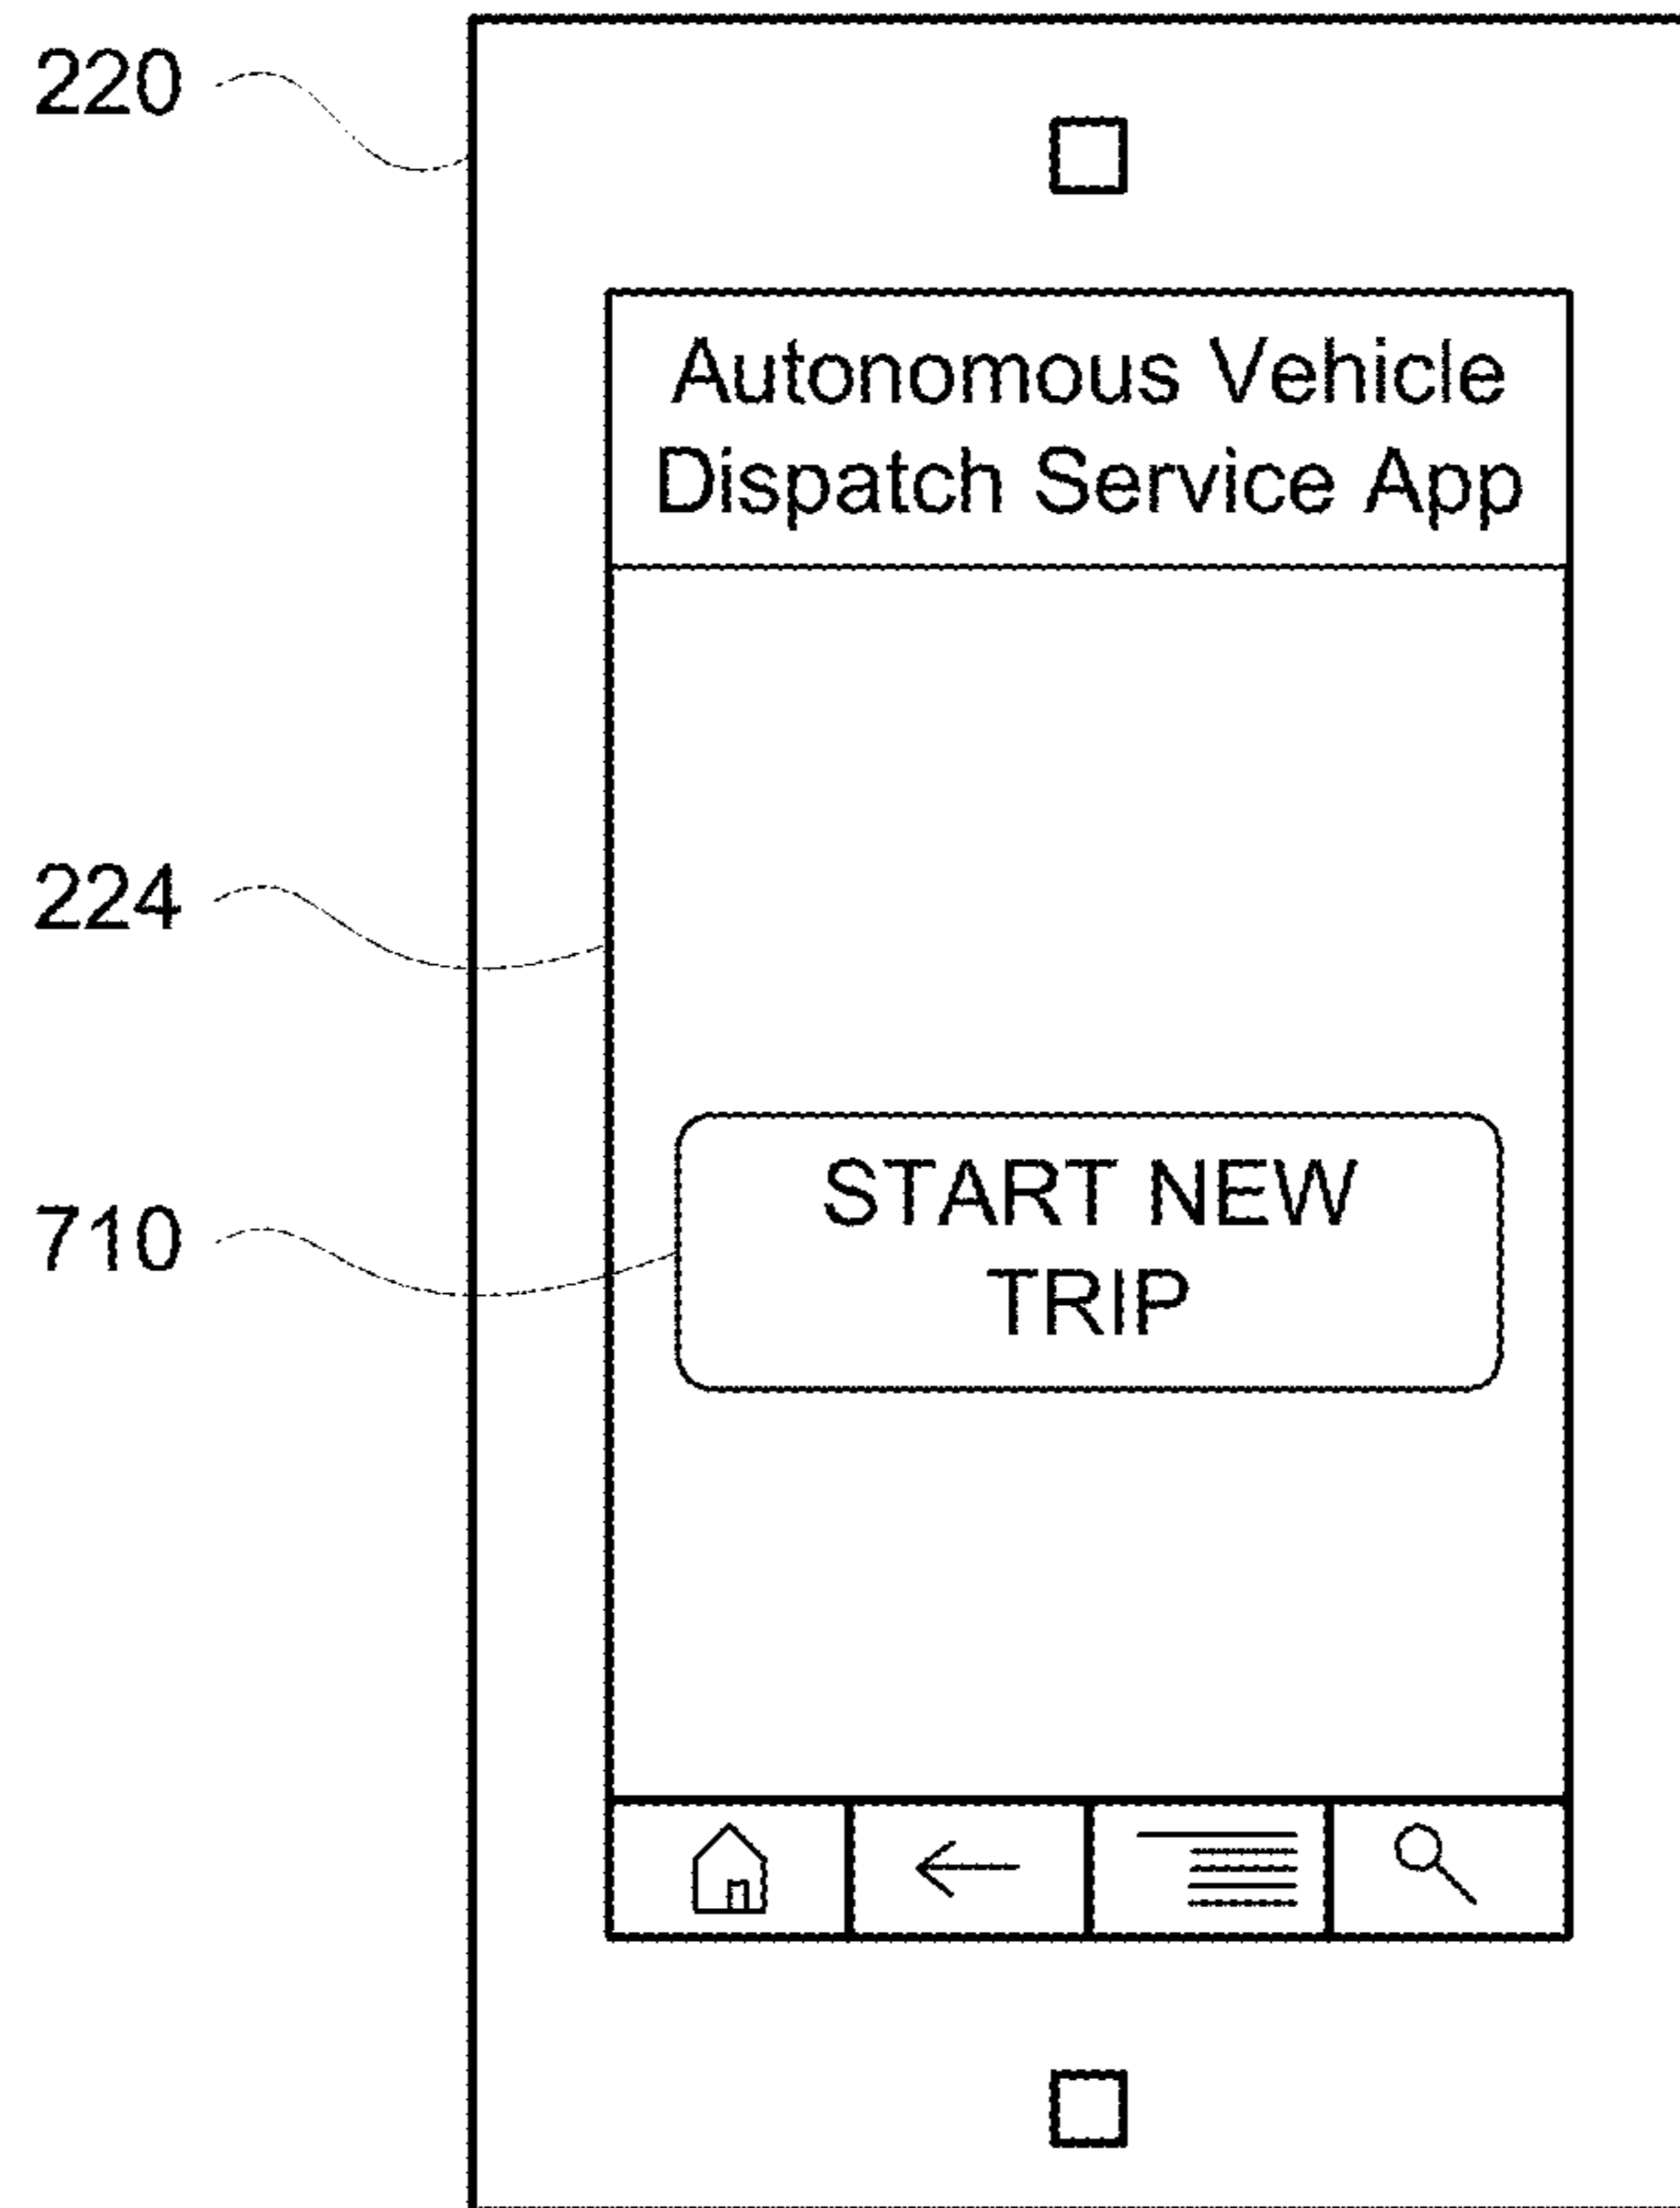 220
Autonomous Vehicle
Dispatch Service App
224
710
START NEW
TRIP